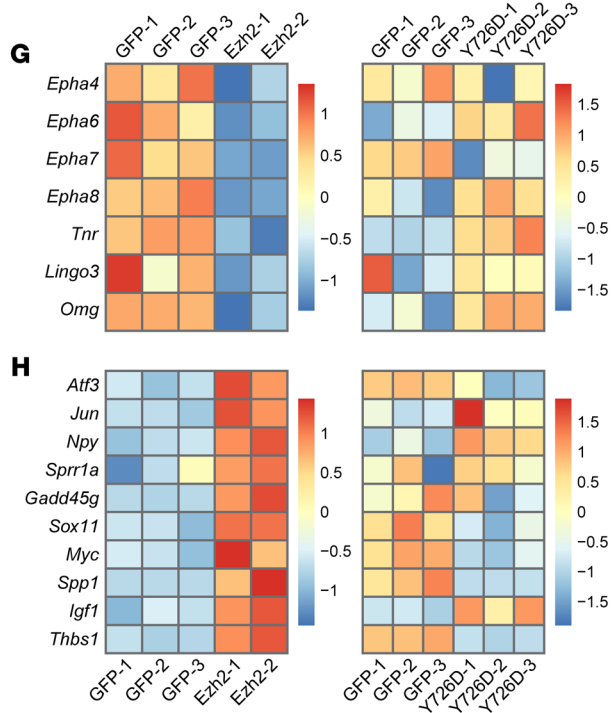 G
GFP-1 GFP-2 GFP-3 Ezh2-1 Ezh2-2
GFP-1 GFP-2 GFP-3 Y726D-1 Y726D-2 Y726D-3
Epha4
Epha6
Epha7
Epha8
Tnr
Lingo3
Omg
1
0.5
0
−0.5
−1
1.5
1
0.5
0
−0.5
−1
−1.5
H
Atf3
Jun
Npy
Sprr1a
Gadd45g
Sox11
Myc
Spp1
Igf1
Thbs1
1
0.5
0
−0.5
−1
1.5
1
0.5
0
−0.5
−1
−1.5
GFP-1 GFP-2 GFP-3 Ezh2-1 Ezh2-2
GFP-1 GFP-2 GFP-3 Y726D-1 Y726D-2 Y726D-3